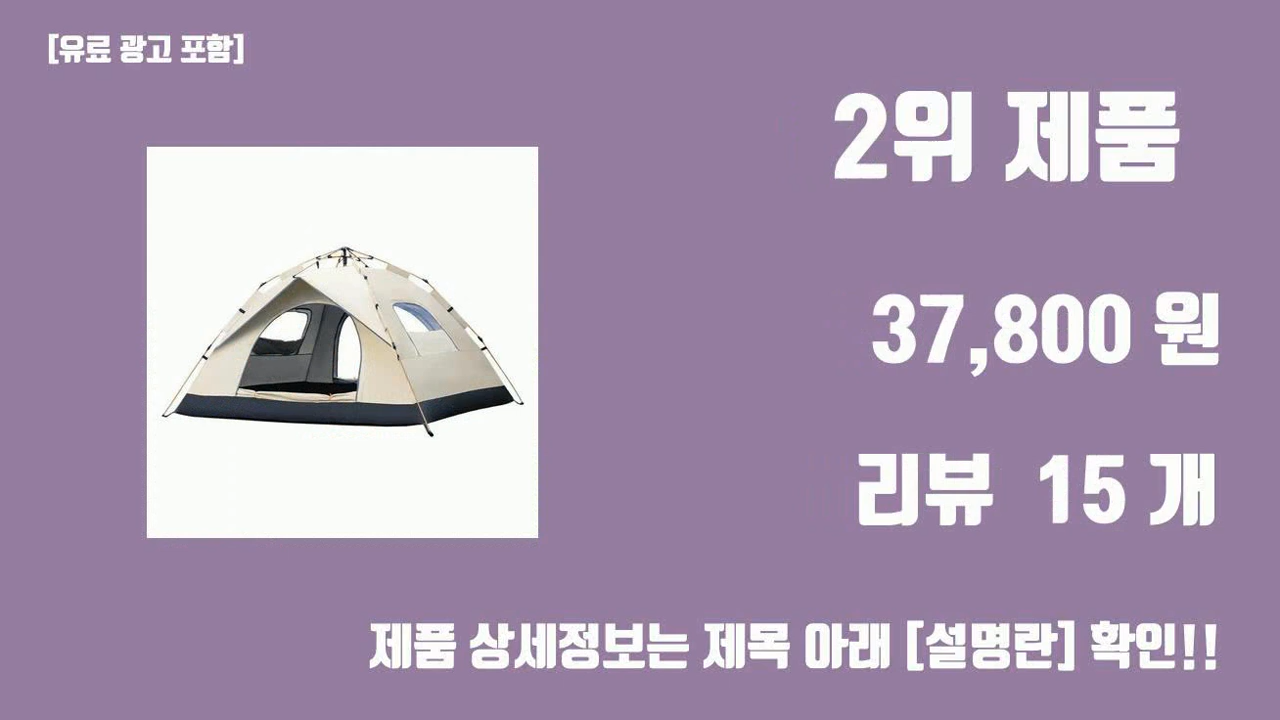 [유료 광고 포함]
2위 제품
37,800 원
리뷰 15 개
제품 상세정보는 제목 아래 [설명란] 확인!!